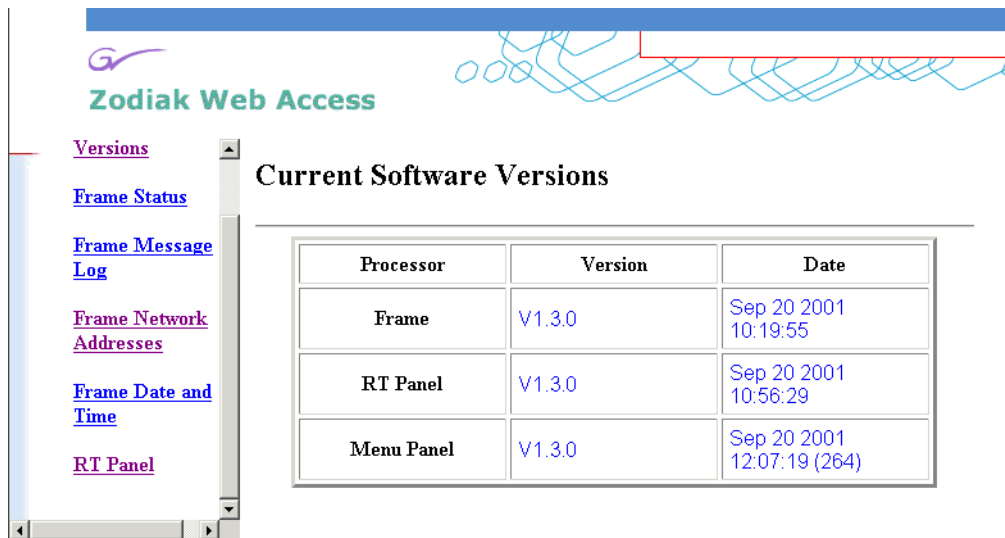 Zodiak Web Access
Versions
Frame Status
Frame Message
Log
Frame Network
Addresses
Frame Date and
Time
RT Panel
Current Software Versions
Processor Version Date
Frame V1.3.0 Sep 20 2001
10:19:55
RT Panel V1.3.0 Sep 20 2001
10:56:29
Menu Panel V1.3.0 Sep 20 2001
12:07:19 (264)